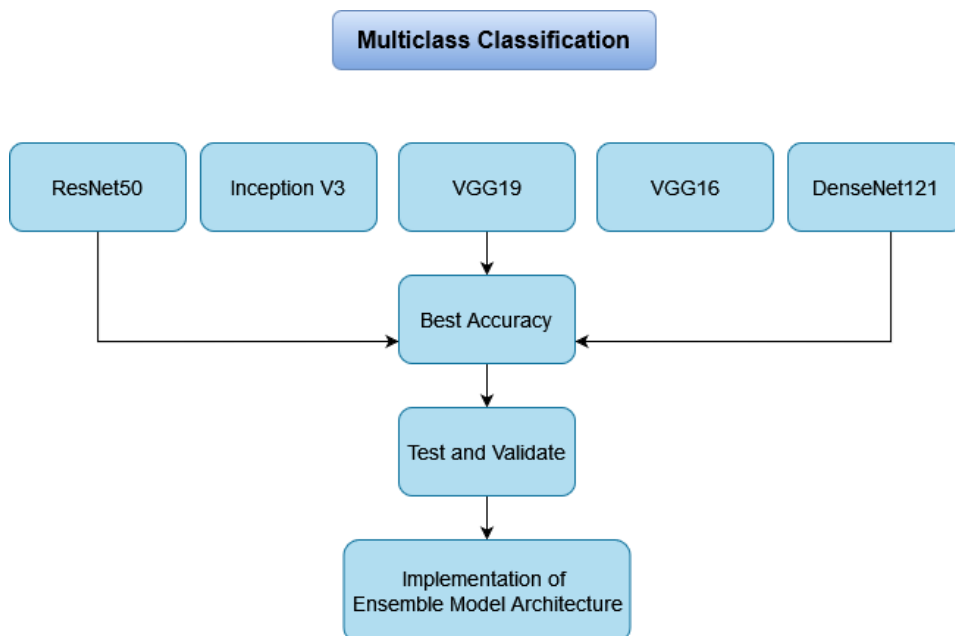 Multiclass Classification
ResNet50
Inception V3
VGG19
VGG16
DenseNet121
Best Accuracy
Test and Validate
Implementation of
Ensemble Model Architecture